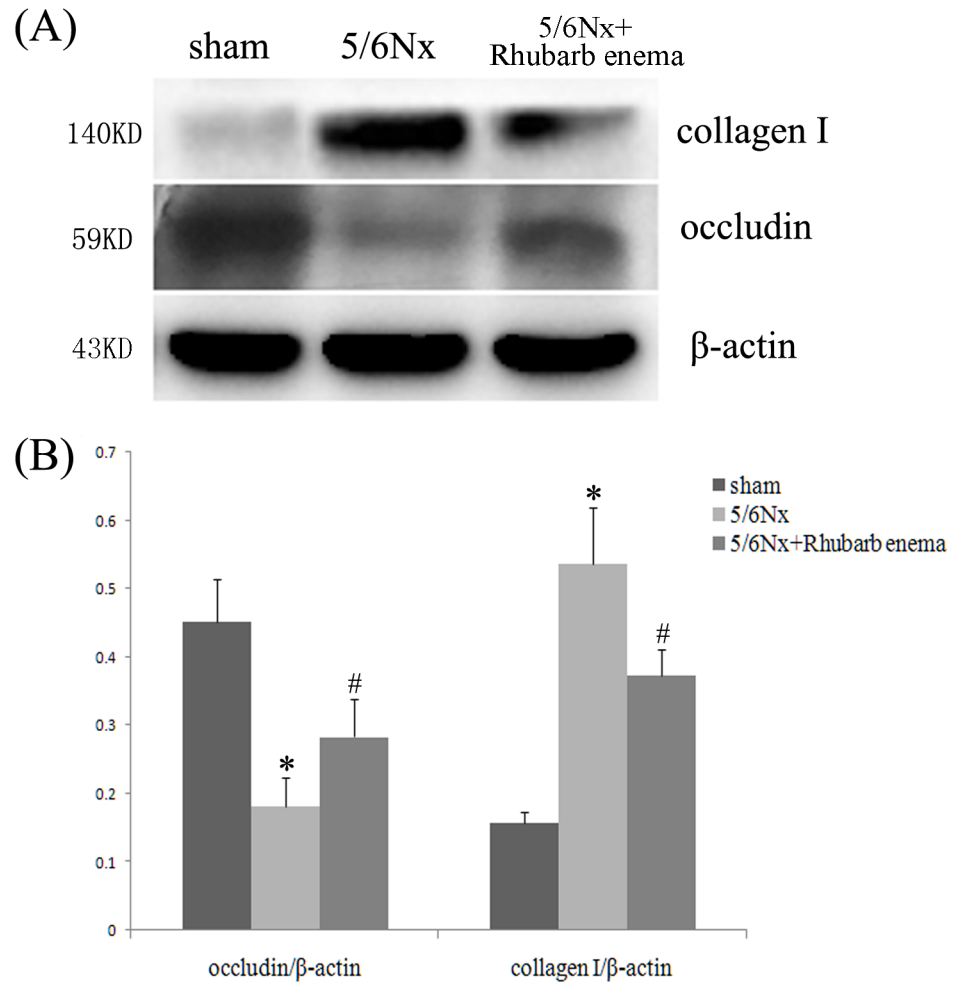 (A)
sham
5/6Nx
5/6Nx+
Rhubarb enema
140KD
collagen I
59KD
occludin
43KD
β-actin
(B)
0.7
0.6
0.5
0.4
0.3
0.2
0.1
0
*
#
*
#
sham
5/6Nx
5/6Nx+Rhubarb enema
occludin/β-actin
collagen I/β-actin